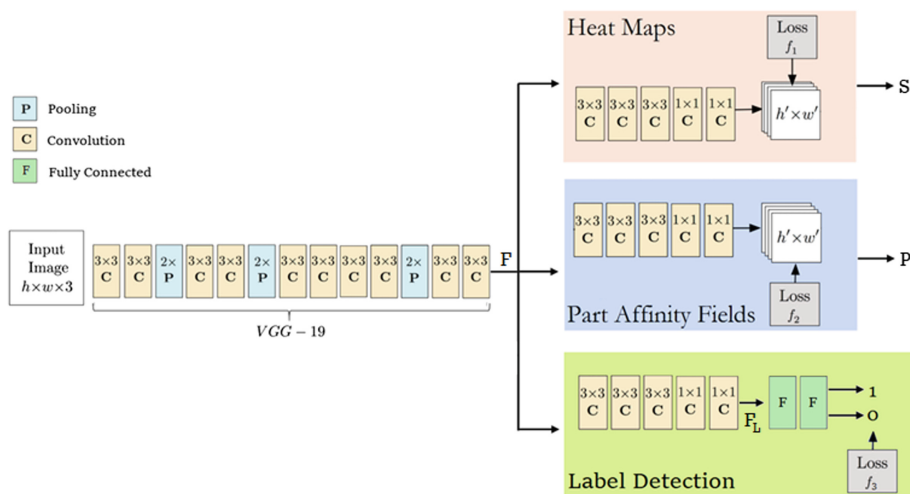 P Pooling
C Convolution
F Fully Connected
Input
Image
h×w×3
3×3 C
3×3 C
2× P
3×3 C
3×3 C
2× P
3×3 C
3×3 C
3×3 C
3×3 C
2× P
3×3 C
3×3 C
VGG − 19
F
Heat Maps
3×3 C
3×3 C
3×3 C
1×1 C
1×1 C
h′×w′
Loss
f₁
S
3×3 C
3×3 C
3×3 C
1×1 C
1×1 C
h′×w′
Loss
f₂
Part Affinity Fields
P
3×3 C
3×3 C
3×3 C
1×1 C
1×1 C
F_L
F
F
1
0
Loss
f₃
Label Detection